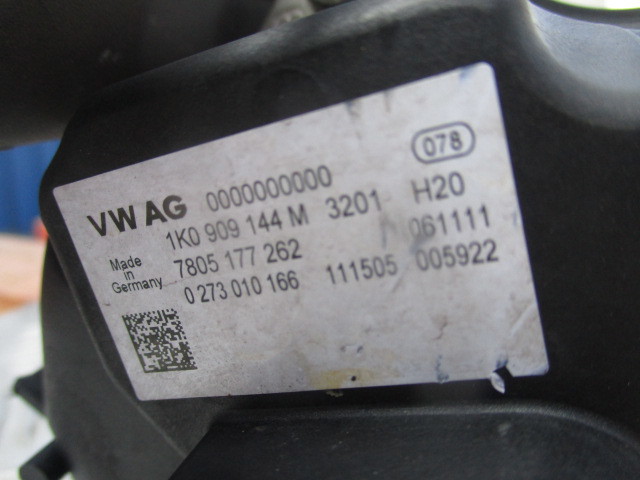 078
VW AG 0000000000
1K0 909 144 M 3201 H20
Made in Germany
7805 177 262 061111
0 273 010 166 111505 005922